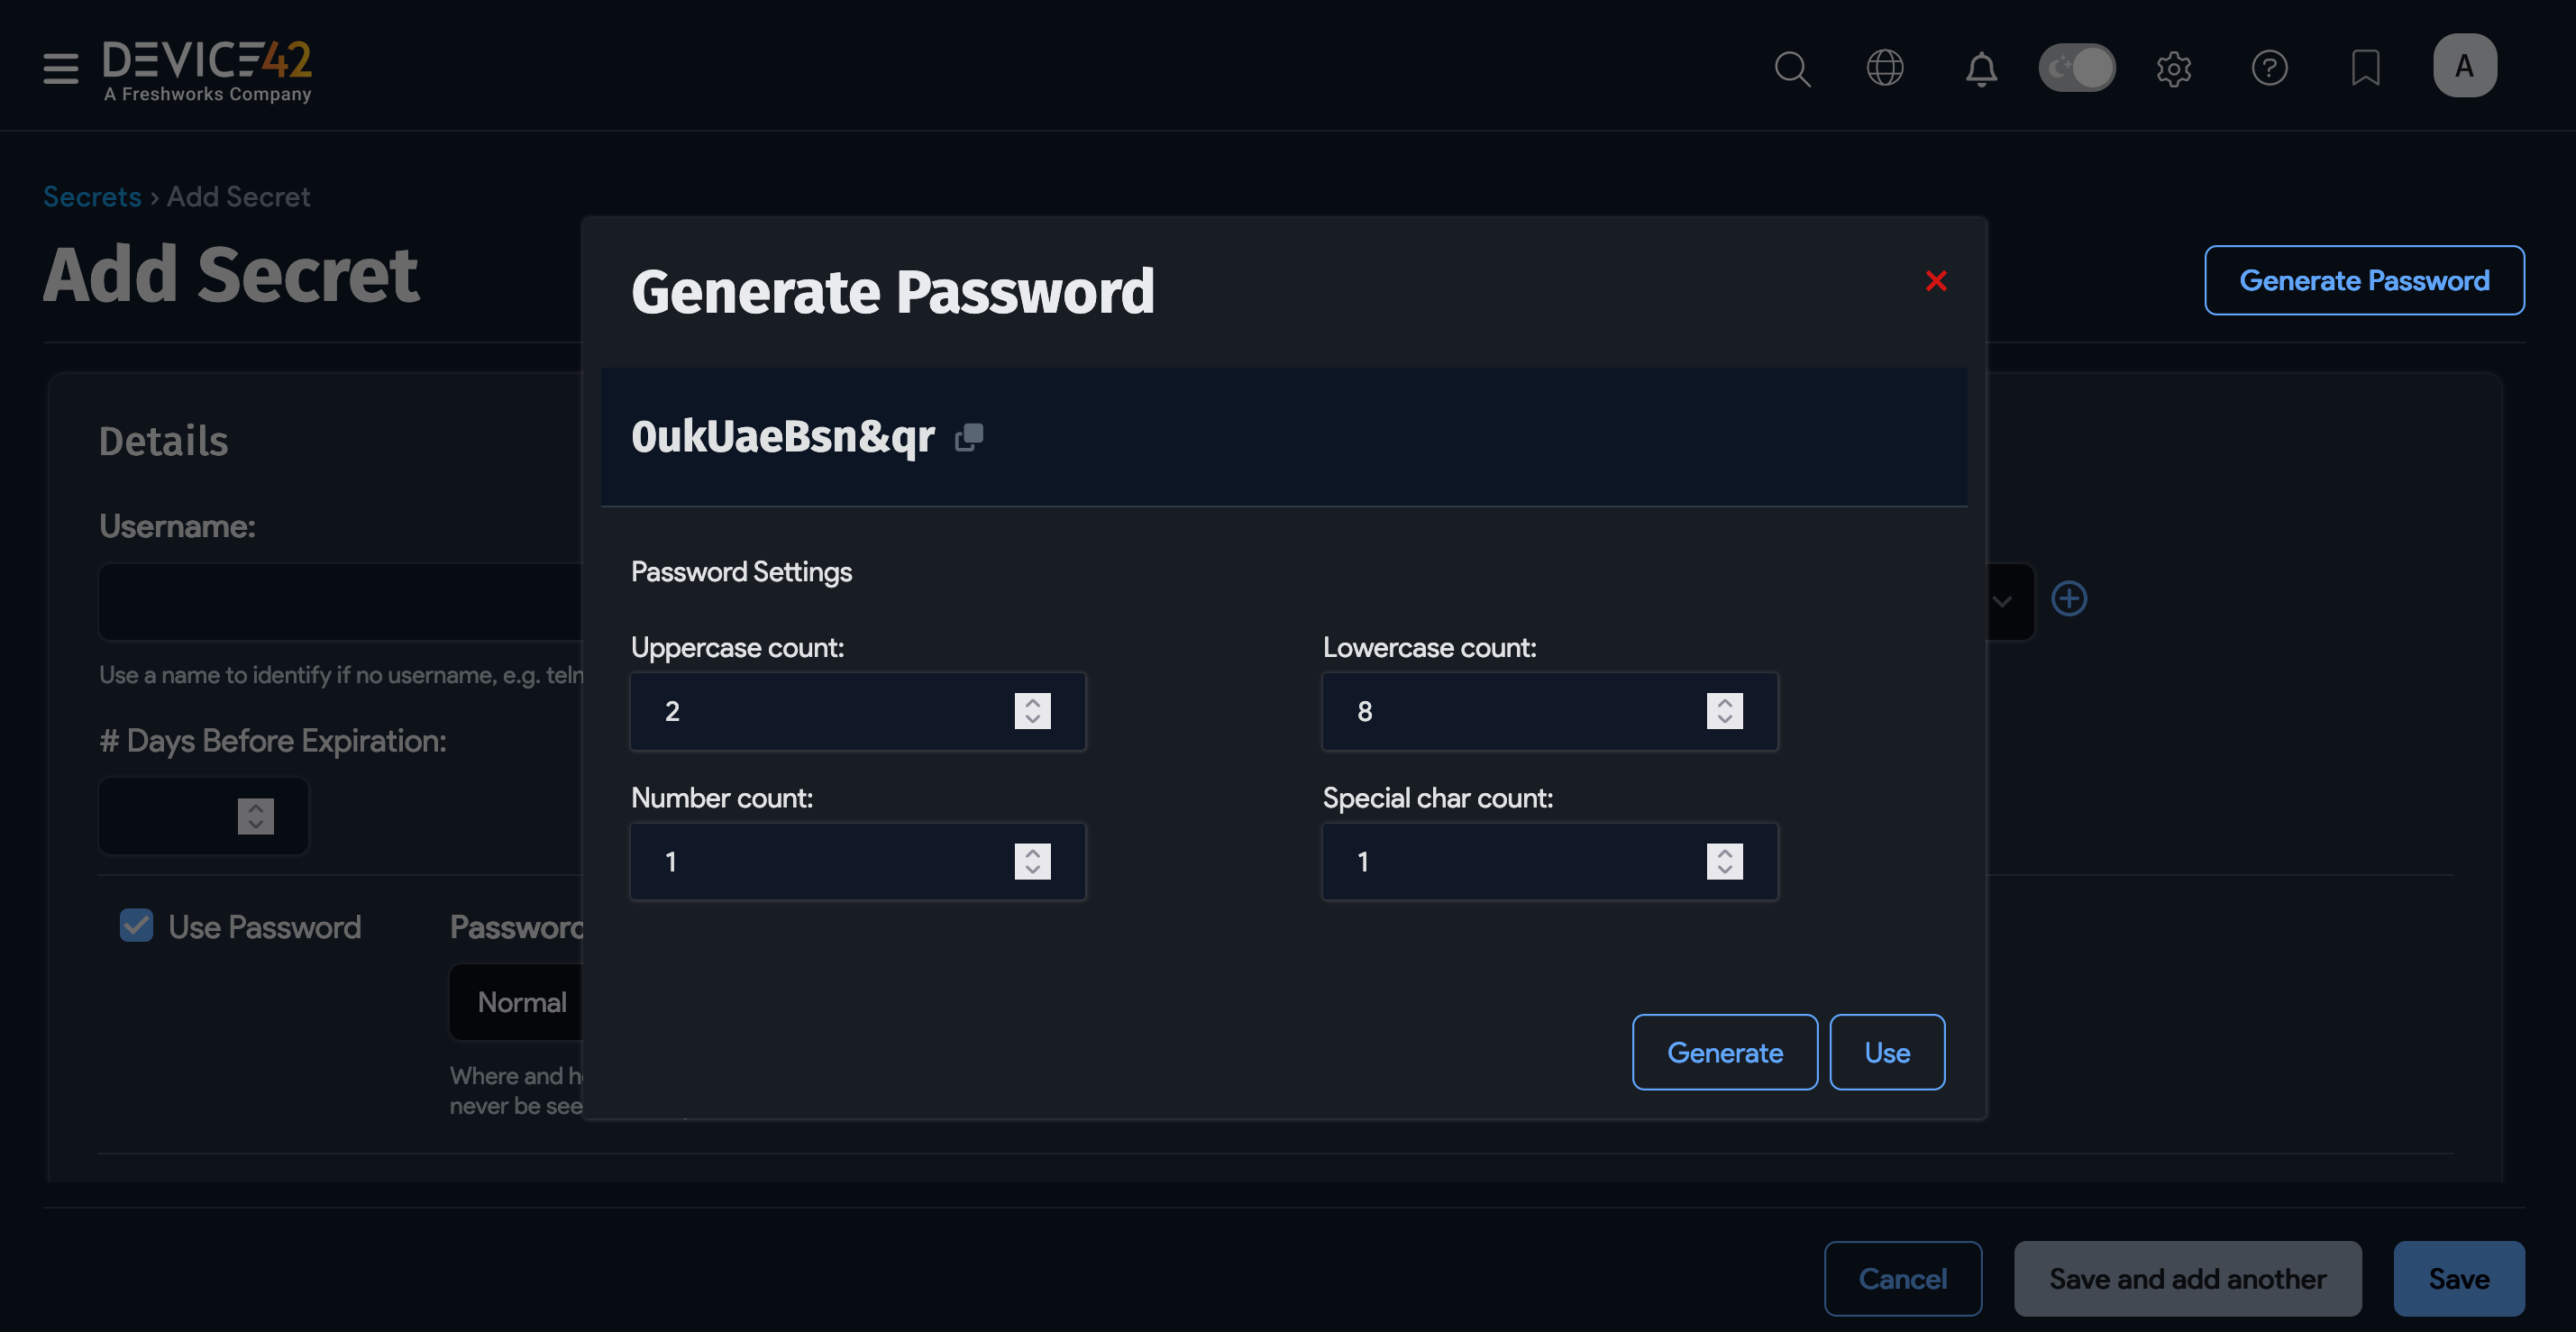 DEVICE42
A Freshworks Company
A
Secrets › Add Secret
Add Secret
Generate Password
Generate Password
0ukUaeBsn&qr
Details
Username:
Use a name to identify if no username, e.g. teln
# Days Before Expiration:
Use Password
Password
Normal
Where and h
never be see
Password Settings
Uppercase count:
2
Lowercase count:
8
Number count:
1
Special char count:
1
Generate
Use
Cancel
Save and add another
Save